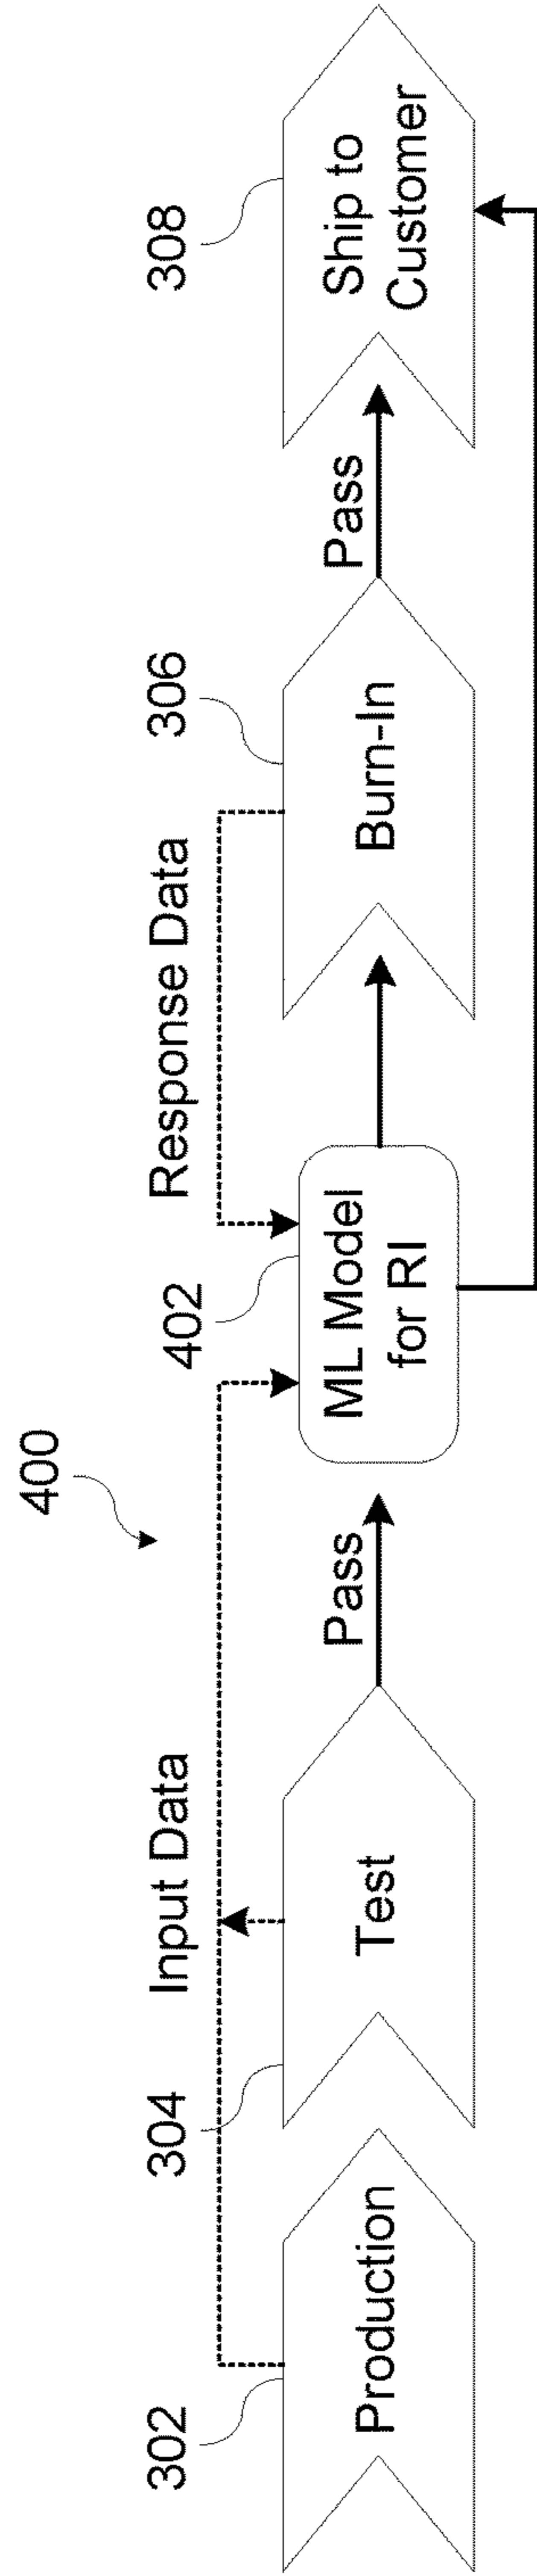 400
Input Data
Response Data
302
304
402
306
308
Production
Test
Pass
ML Model
for RI
Burn-In
Pass
Ship to
Customer